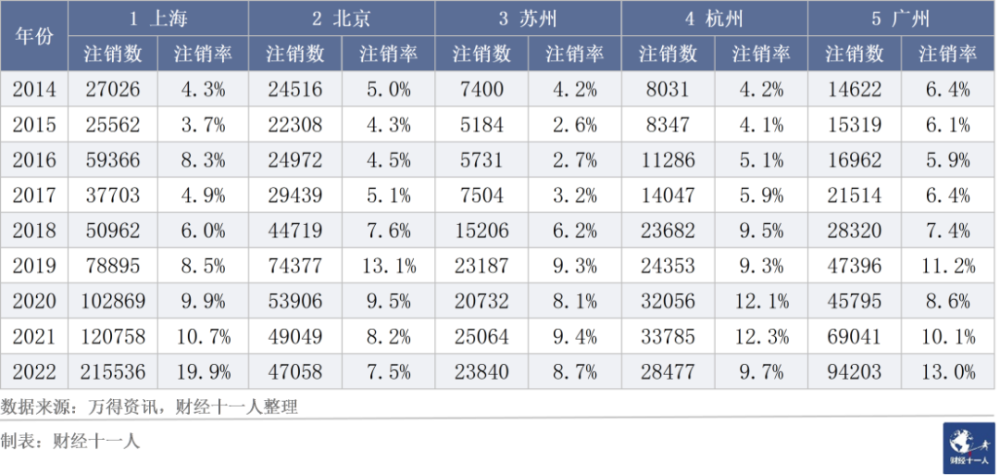 年份 1 上海 2 北京 3 苏州 4 杭州 5 广州
注销数 注销率 注销数 注销率 注销数 注销率 注销数 注销率 注销数 注销率
2014 27026 4.3% 24516 5.0% 7400 4.2% 8031 4.2% 14622 6.4%
2015 25562 3.7% 22308 4.3% 5184 2.6% 8347 4.1% 15319 6.1%
2016 59366 8.3% 24972 4.5% 5731 2.7% 11286 5.1% 16962 5.9%
2017 37703 4.9% 29439 5.1% 7504 3.2% 14047 5.9% 21514 6.4%
2018 50962 6.0% 44719 7.6% 15206 6.2% 23682 9.5% 28320 7.4%
2019 78895 8.5% 74377 13.1% 23187 9.3% 24353 9.3% 47396 11.2%
2020 102869 9.9% 53906 9.5% 20732 8.1% 32056 12.1% 45795 8.6%
2021 120758 10.7% 49049 8.2% 25064 9.4% 33785 12.3% 69041 10.1%
2022 215536 19.9% 47058 7.5% 23840 8.7% 28477 9.7% 94203 13.0%
数据来源：万得资讯，财经十一人整理
制表：财经十一人
财经十一人